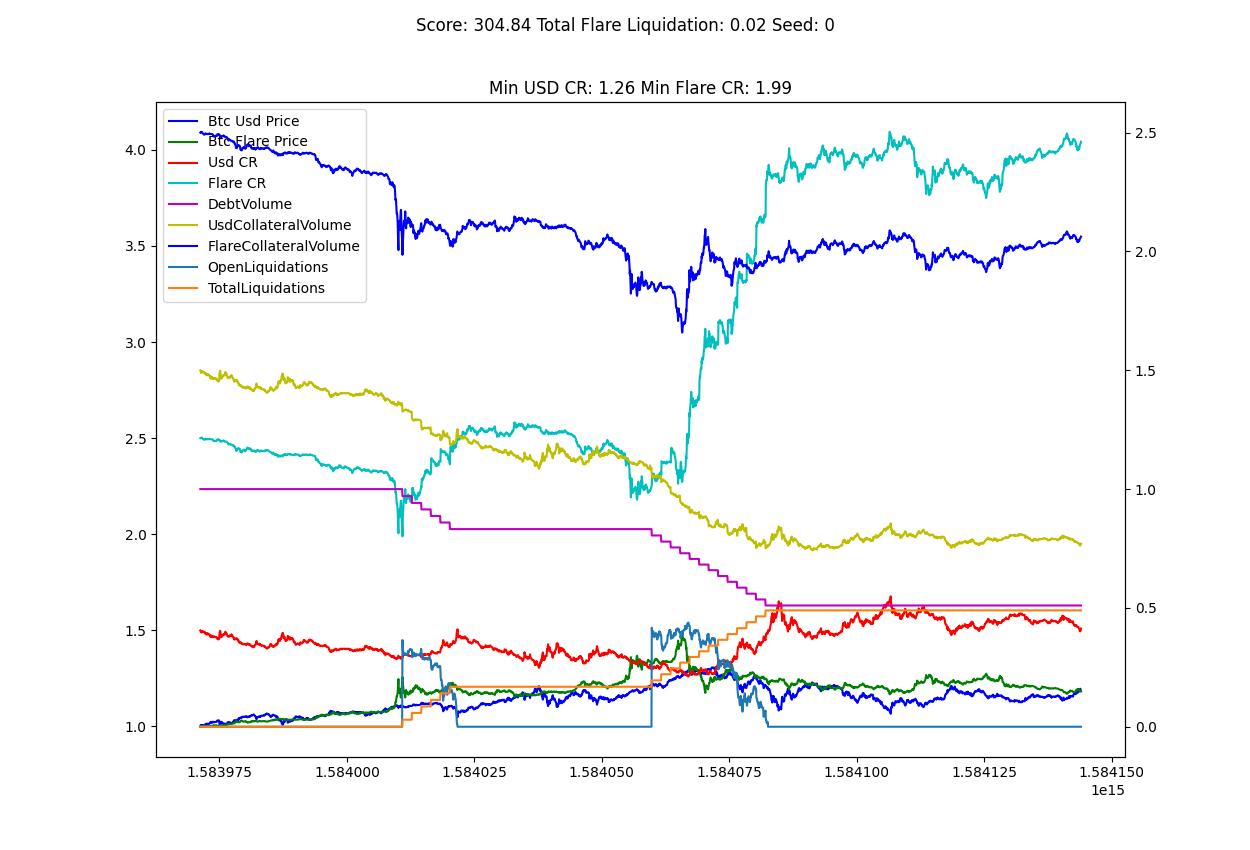 Score: 304.84 Total Flare Liquidation: 0.02 Seed: 0
Min USD CR: 1.26 Min Flare CR: 1.99
Btc Usd Price
Btc Flare Price
Usd CR
Flare CR
DebtVolume
UsdCollateralVolume
FlareCollateralVolume
OpenLiquidations
TotalLiquidations
4.0
3.5
3.0
2.5
2.0
1.5
1.0
2.5
2.0
1.5
1.0
0.5
0.0
1.583975 1.584000 1.584025 1.584050 1.584075 1.584100 1.584125 1.584150
1e15